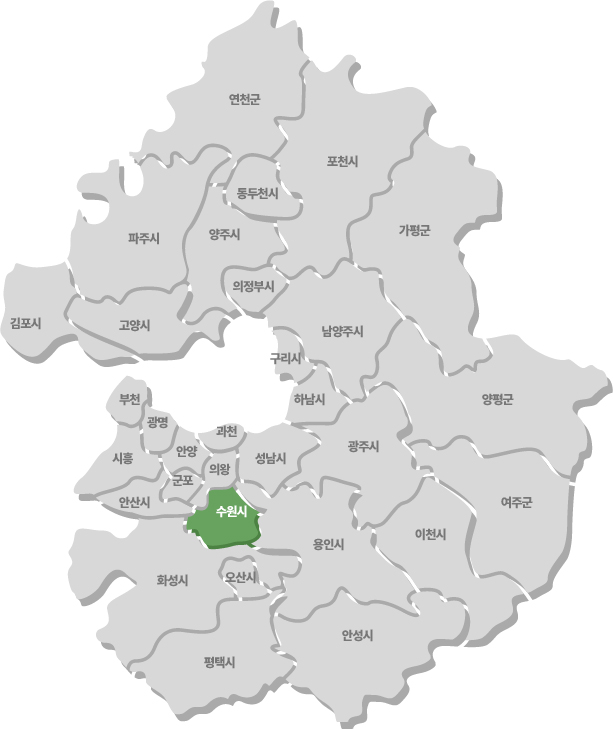 연천군
포천시
동두천시
가평군
양주시
파주시
의정부시
김포시
고양시
남양주시
구리시
부천
하남시
양평군
광명
과천
광주시
안양
시흥
성남시
의왕
군포
안산시
여주군
수원시
이천시
용인시
오산시
화성시
안성시
평택시